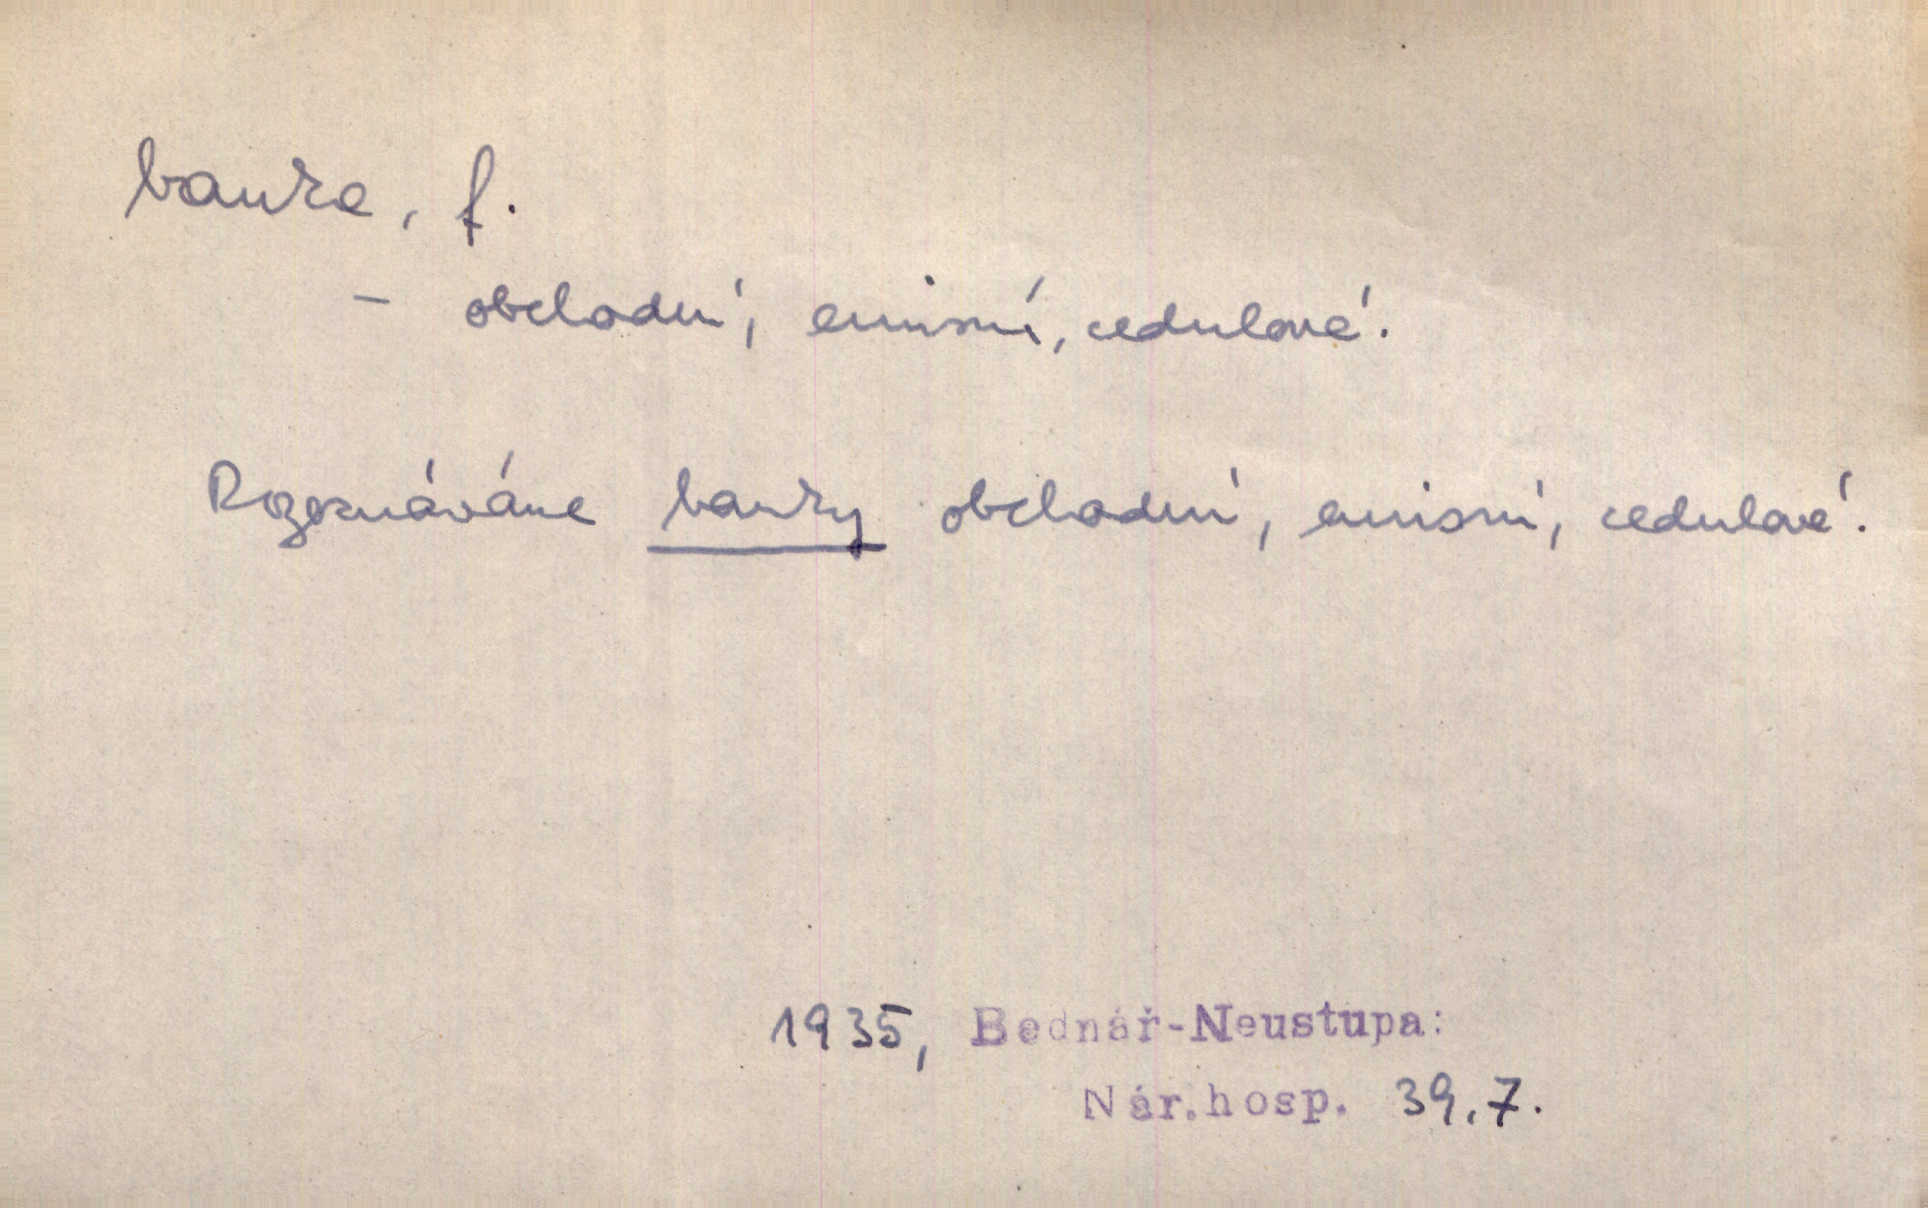 banka, f.
– obchodní, emisní, cedulové.
Rozeznáváme banky obchodní, emisní, cedulové.
1935, Bednář-Neustupa:
Nár.hosp. 39,7.